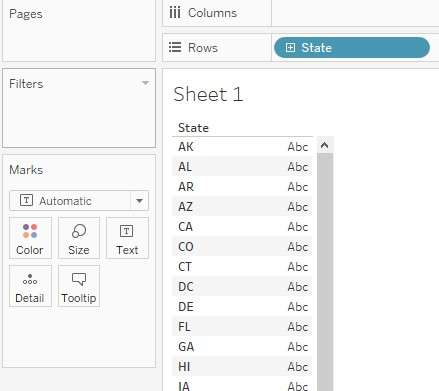 Pages
Columns
Rows
State
Filters
Sheet 1
State
AK Abc
AL Abc
AR Abc
AZ Abc
CA Abc
CO Abc
CT Abc
DC Abc
DE Abc
FL Abc
GA Abc
HI Abc
IA Abc
Marks
T Automatic
Color Size Text
Detail Tooltip